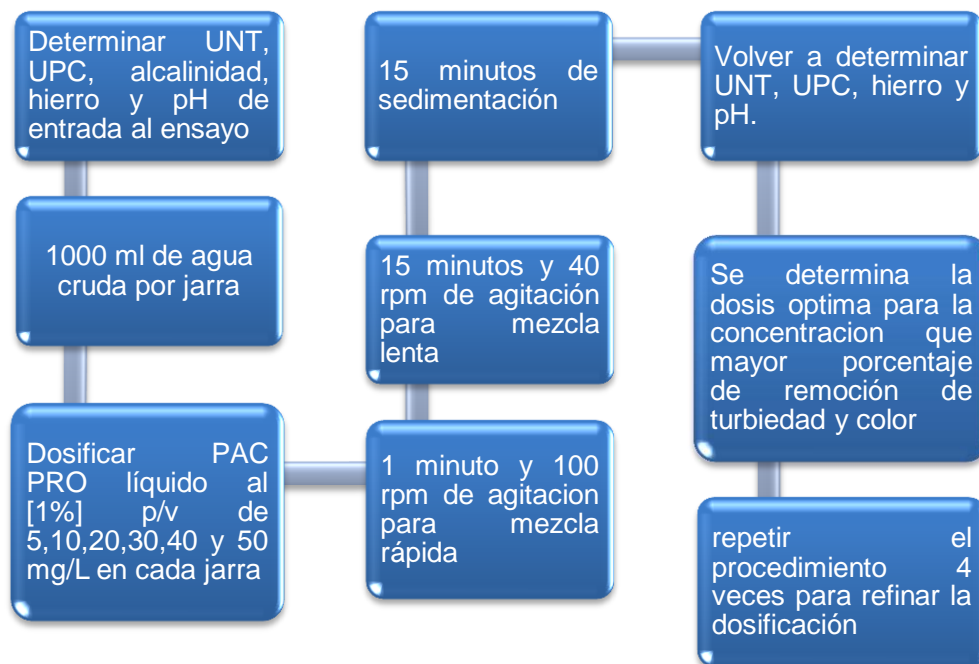 Determinar UNT,
UPC, alcalinidad,
hierro y pH de
entrada al ensayo
1000 ml de agua
cruda por jarra
Dosificar PAC
PRO líquido al
[1%] p/v de
5,10,20,30,40 y 50
mg/L en cada jarra
1 minuto y 100
rpm de agitacion
para mezcla
rápida
15 minutos y 40
rpm de agitación
para mezcla
lenta
15 minutos de
sedimentación
Volver a determinar
UNT, UPC, hierro y
pH.
Se determina la
dosis optima para la
concentracion que
mayor porcentaje
de remoción de
turbiedad y color
repetir el
procedimiento 4
veces para refinar la
dosificación